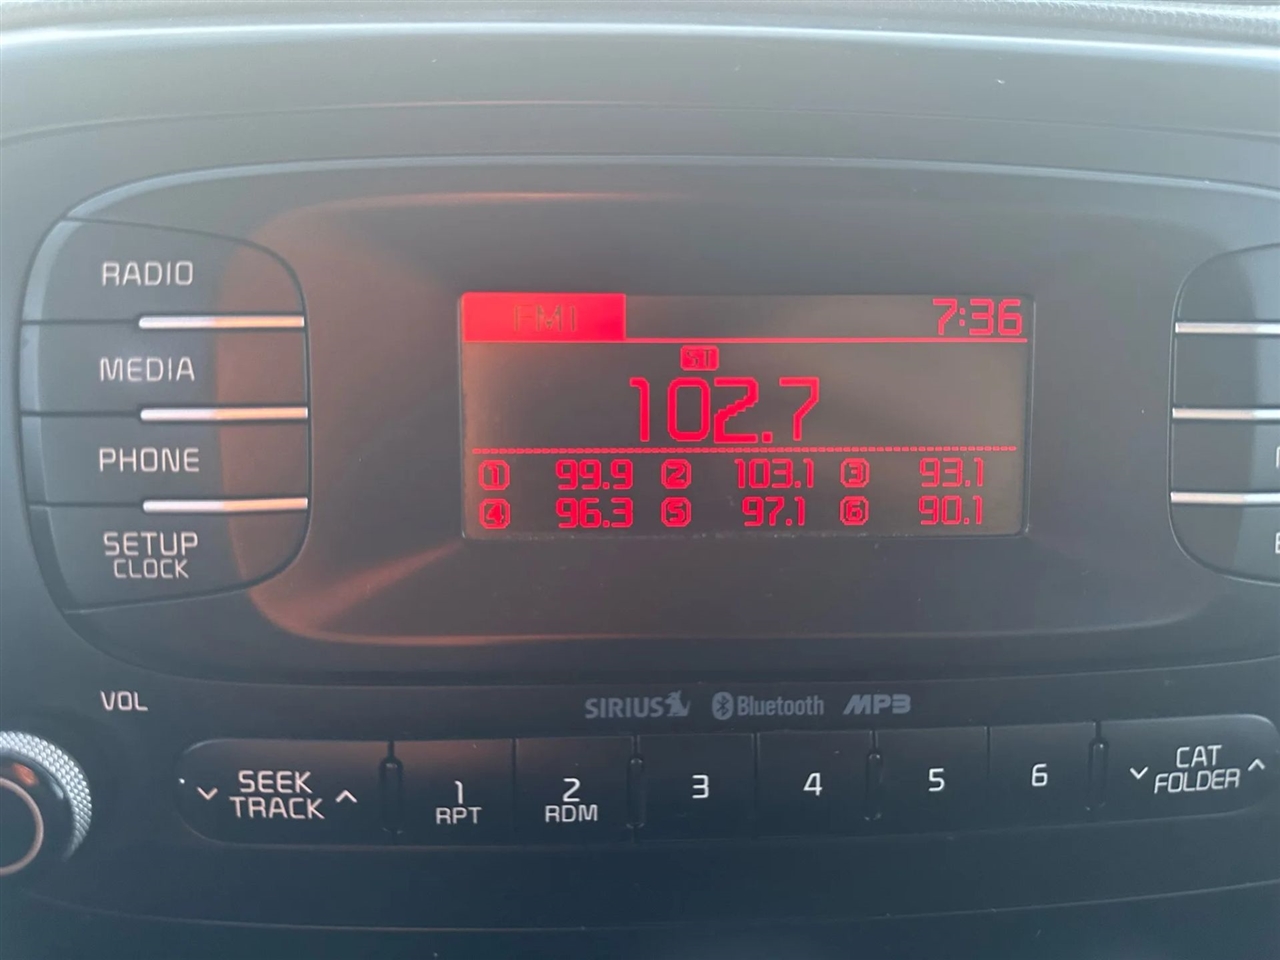 RADIO
MEDIA
PHONE
SETUP
CLOCK
FM1 7:36
ST
102.7
1 99.9 2 103.1 3 93.1
4 96.3 5 97.1 6 90.1
VOL
SIRIUS Bluetooth MP3
SEEK
TRACK
1
RPT
2
RDM
3
4
5
6
CAT
FOLDER